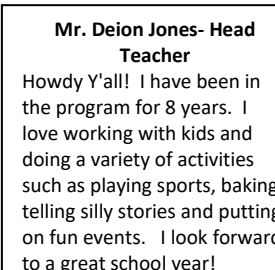 Mr. Deion Jones- Head
Teacher
Howdy Y'all! I have been in
the program for 8 years. I
love working with kids and
doing a variety of activities
such as playing sports, baking
telling silly stories and putting
on fun events. I look forward
to a great school year!